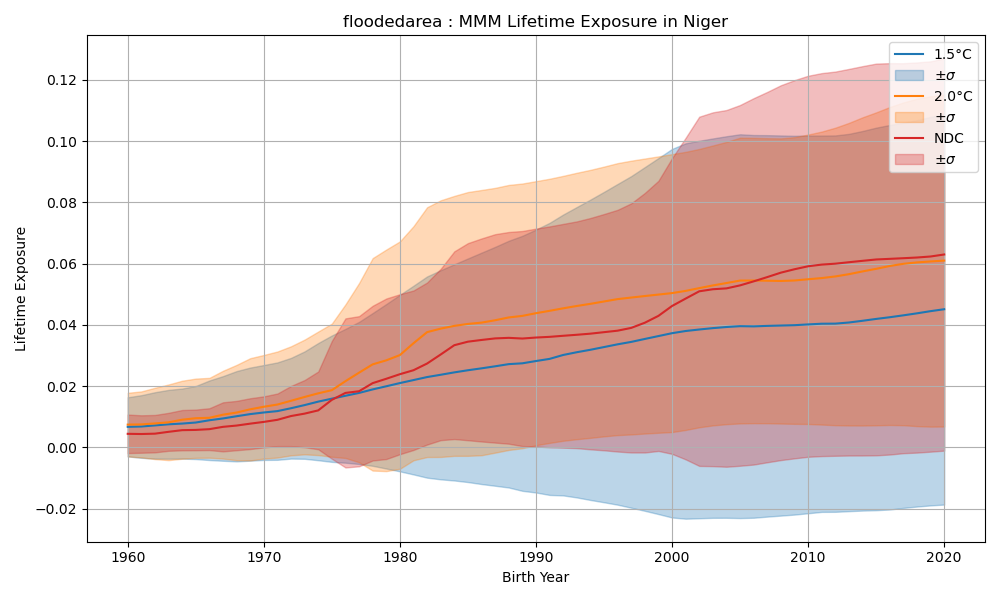 floodedarea : MMM Lifetime Exposure in Niger
1.5°C
±σ
2.0°C
±σ
NDC
±σ
0.12
0.10
0.08
0.06
0.04
0.02
0.00
−0.02
Lifetime Exposure
1960 1970 1980 1990 2000 2010 2020
Birth Year